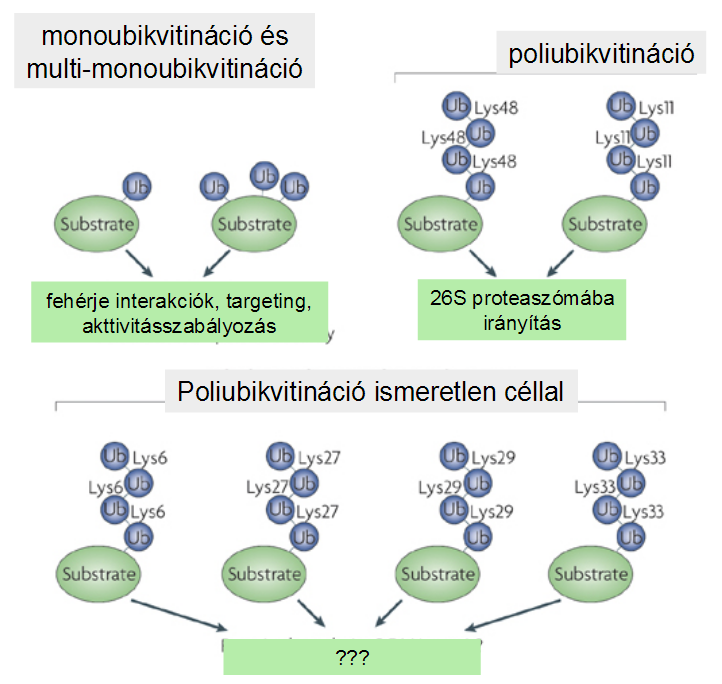 monoubikvitináció és
multi-monoubikvitináció
poliubikvitináció
Ub
Substrate
Ub
Ub
Ub
Substrate
Ub Lys48
Lys48 Ub
Ub Lys48
Ub
Substrate
Ub Lys11
Lys11 Ub
Ub Lys11
Ub
Substrate
fehérje interakciók, targeting,
akttivitásszabályozás
26S proteaszómába
irányítás
Poliubikvitináció ismeretlen céllal
Ub Lys6
Lys6 Ub
Ub Lys6
Ub
Substrate
Ub Lys27
Lys27 Ub
Ub Lys27
Ub
Substrate
Ub Lys29
Lys29 Ub
Ub Lys29
Ub
Substrate
Ub Lys33
Lys33 Ub
Ub Lys33
Ub
Substrate
???